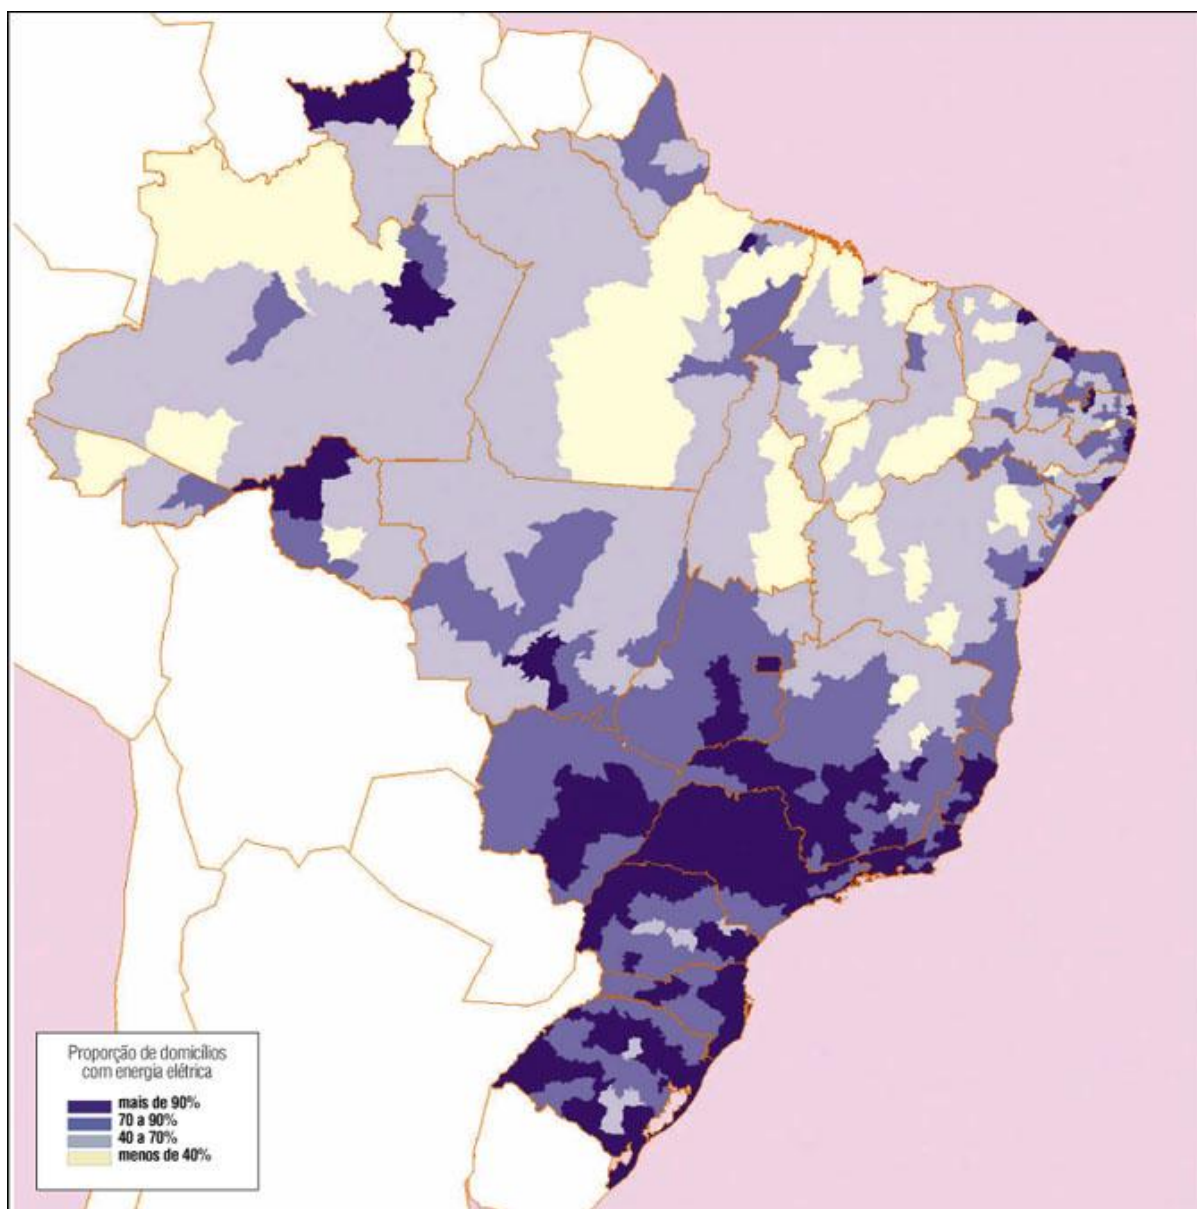 Proporção de domicílios
com energia elétrica
mais de 90%
70 a 90%
40 a 70%
menos de 40%